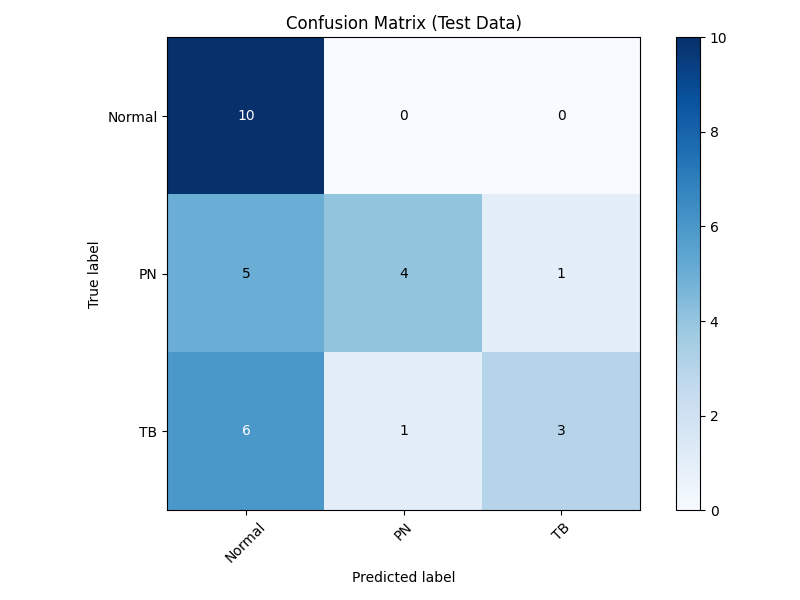 Confusion Matrix (Test Data)
True label
Normal 10 0 0
PN 5 4 1
TB 6 1 3
Normal PN TB
Predicted label
10
8
6
4
2
0